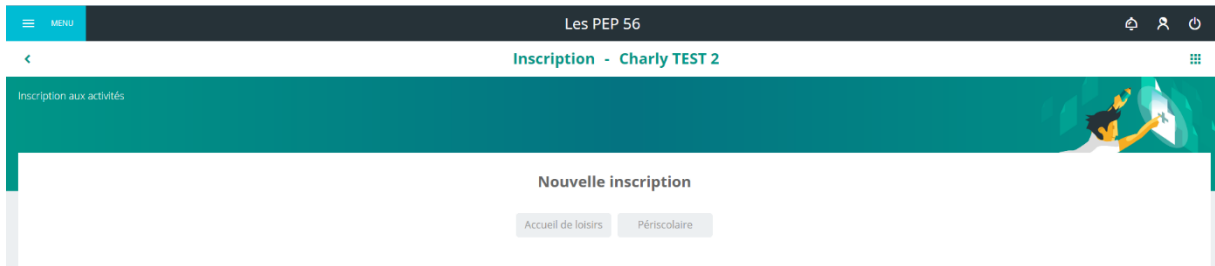 MENU
Les PEP 56
Inscription - Charly TEST 2
Inscription aux activités
Nouvelle inscription
Accueil de loisirs
Périscolaire